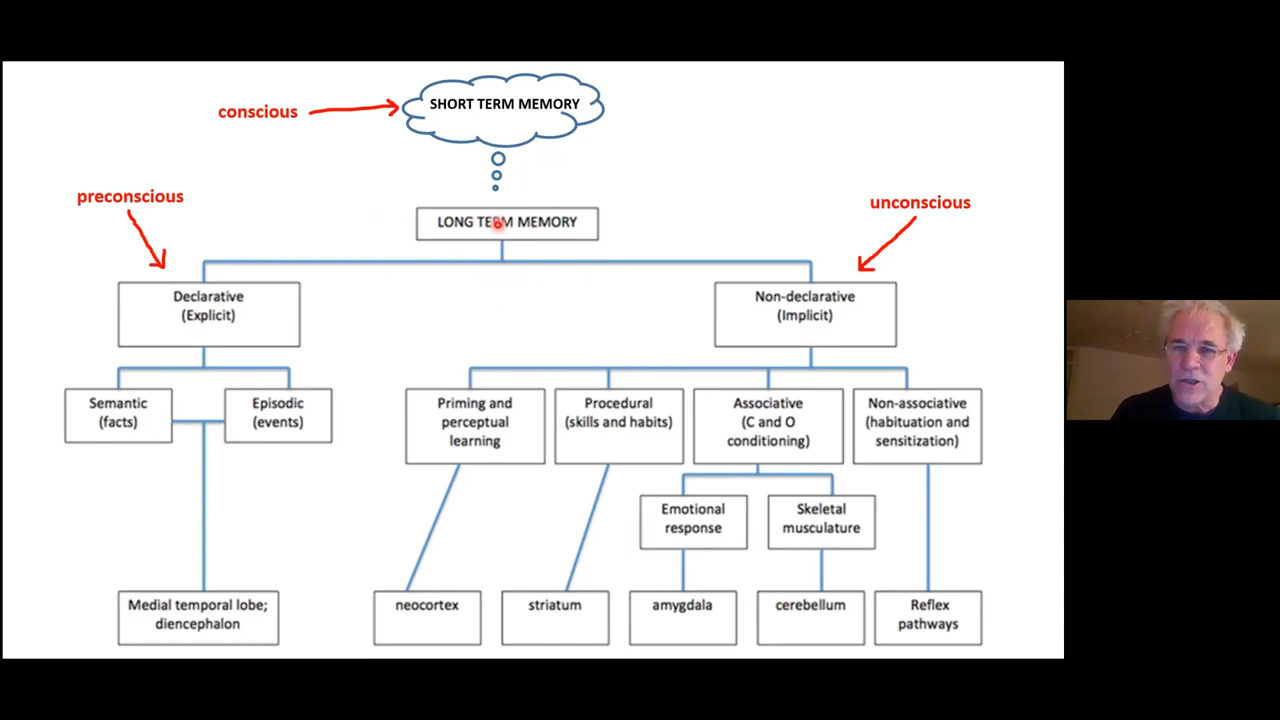 SHORT TERM MEMORY
conscious
preconscious
unconscious
LONG TERM MEMORY
Declarative
(Explicit)
Non-declarative
(Implicit)
Semantic
(facts)
Episodic
(events)
Priming and
perceptual
learning
Procedural
(skills and habits)
Associative
(C and O
conditioning)
Non-associative
(habituation and
sensitization)
Emotional
response
Skeletal
musculature
Medial temporal lobe;
diencephalon
neocortex
striatum
amygdala
cerebellum
Reflex
pathways